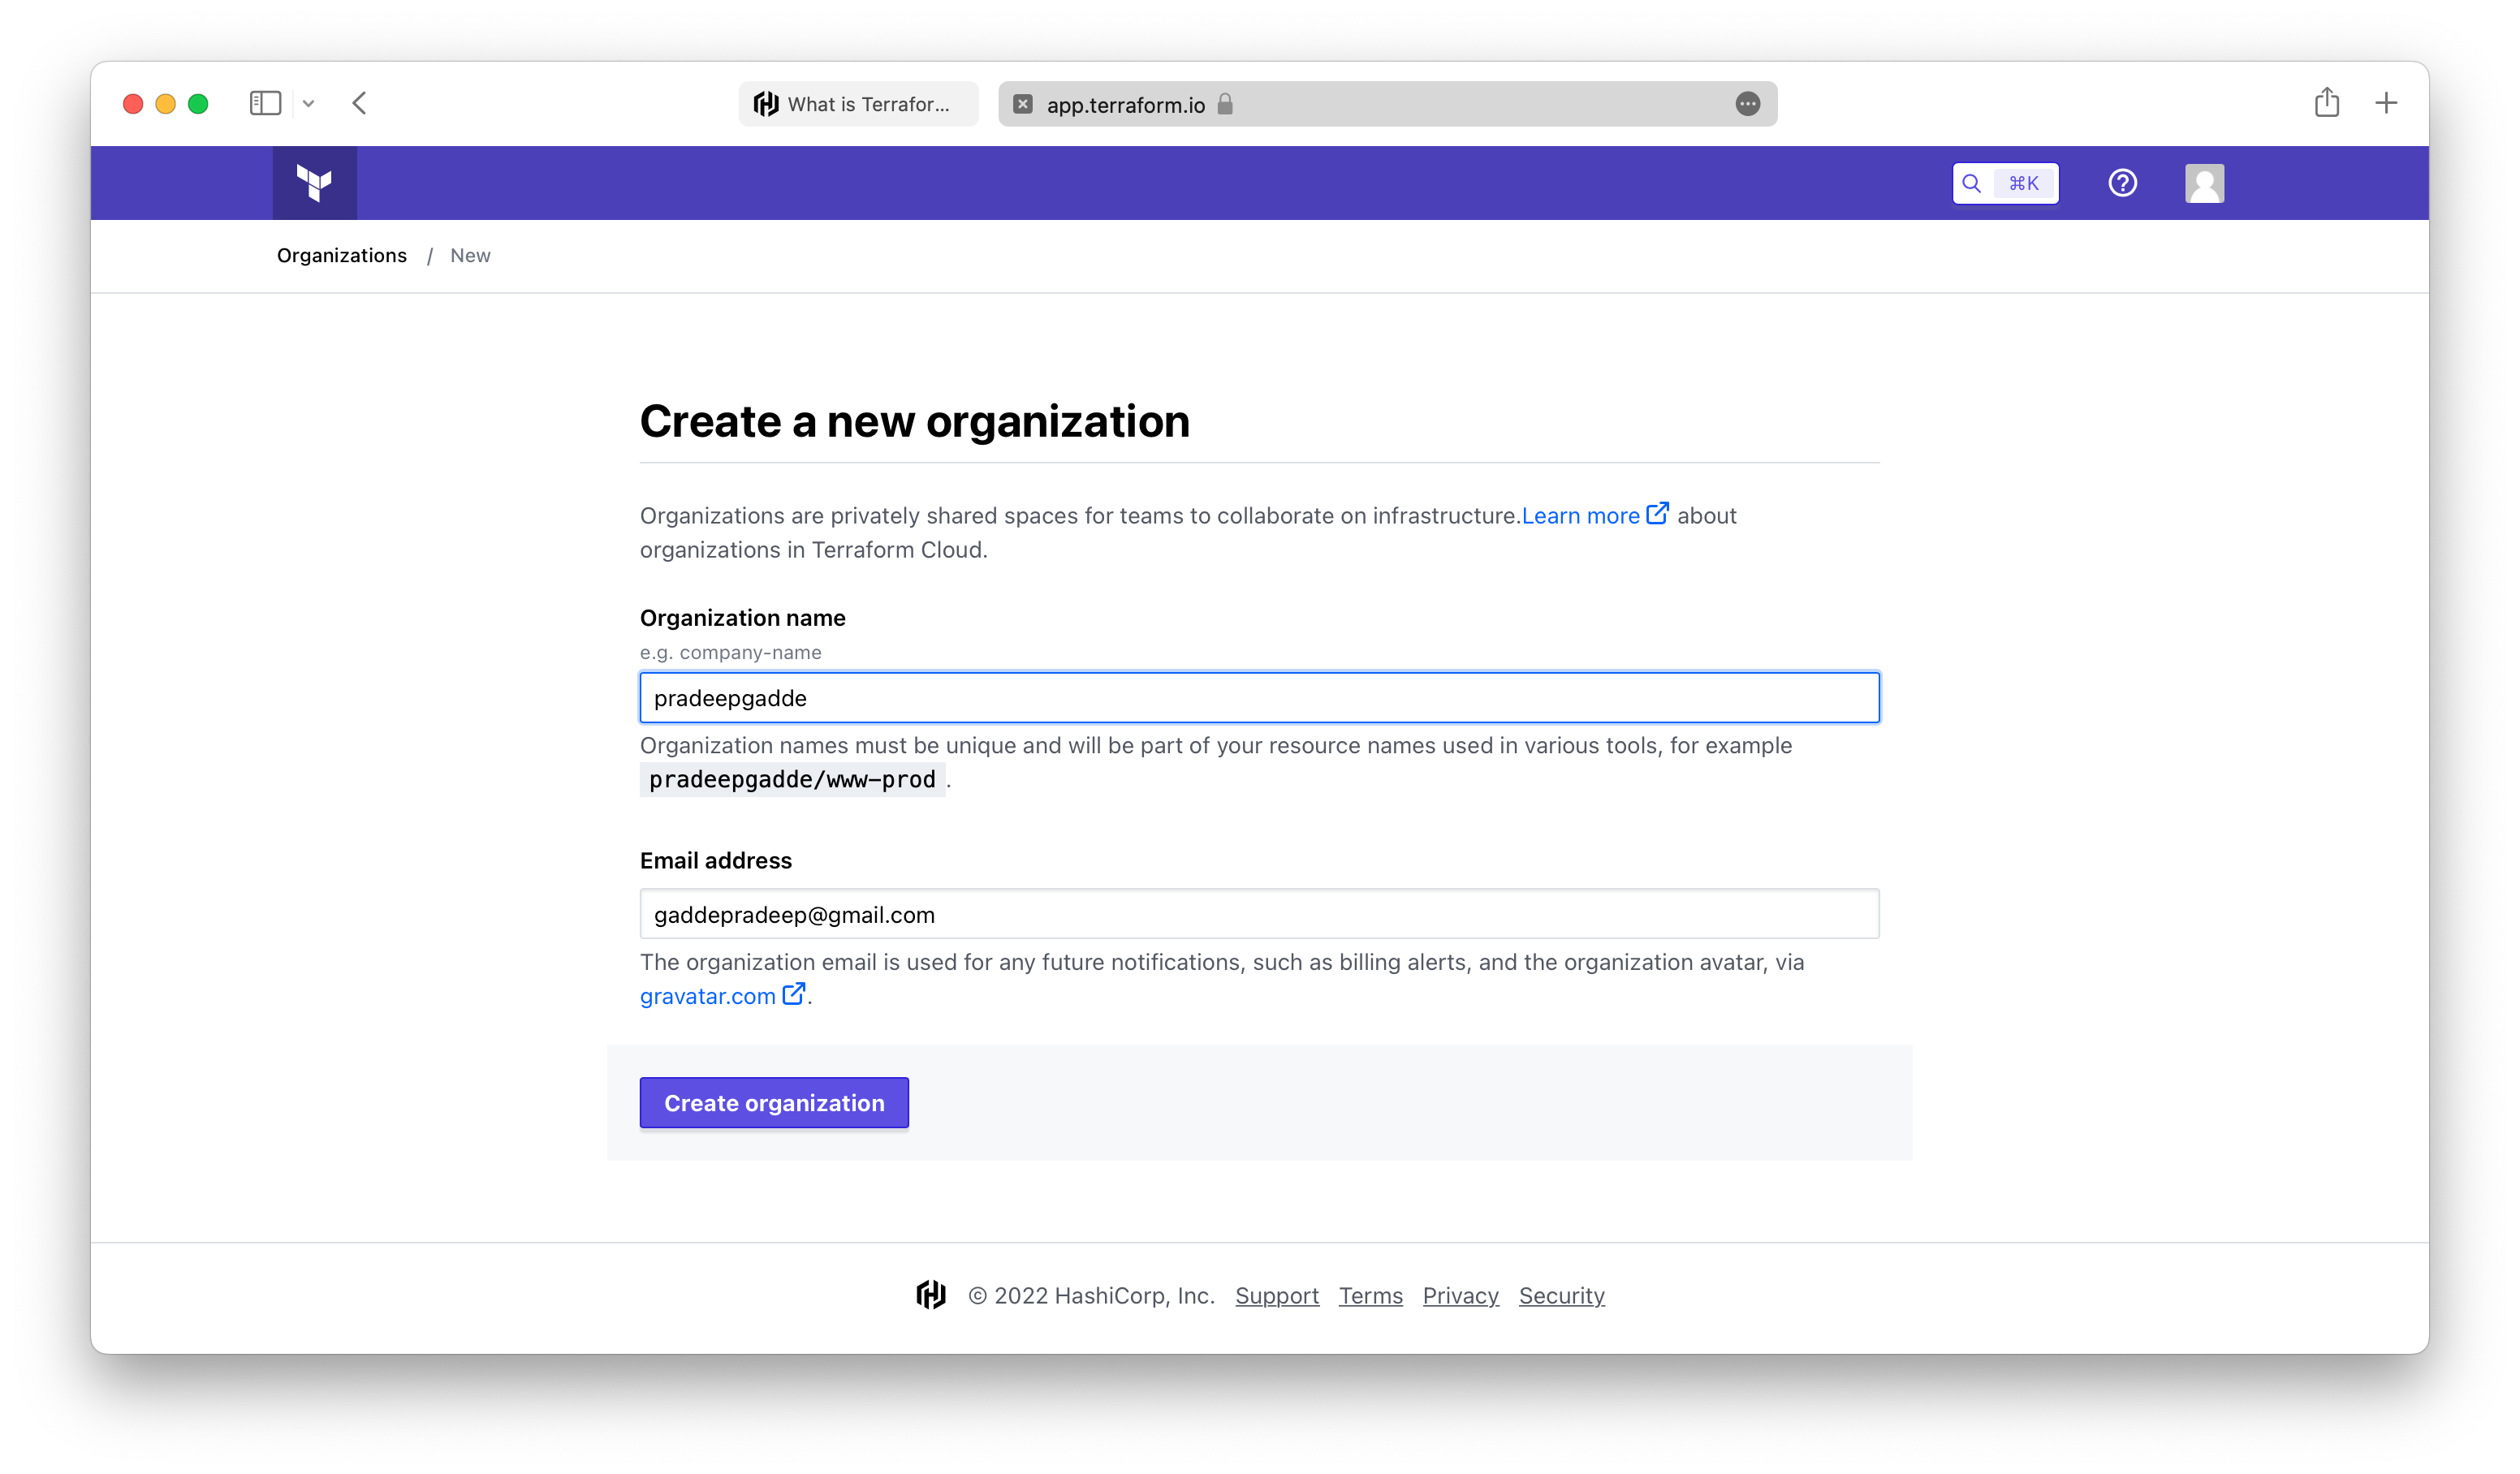 What is Terrafor...
app.terraform.io
⌘K
Organizations / New
Create a new organization
Organizations are privately shared spaces for teams to collaborate on infrastructure.Learn more about
organizations in Terraform Cloud.
Organization name
e.g. company-name
pradeepgadde
Organization names must be unique and will be part of your resource names used in various tools, for example
pradeepgadde/www-prod .
Email address
gaddepradeep@gmail.com
The organization email is used for any future notifications, such as billing alerts, and the organization avatar, via
gravatar.com .
Create organization
© 2022 HashiCorp, Inc. Support Terms Privacy Security